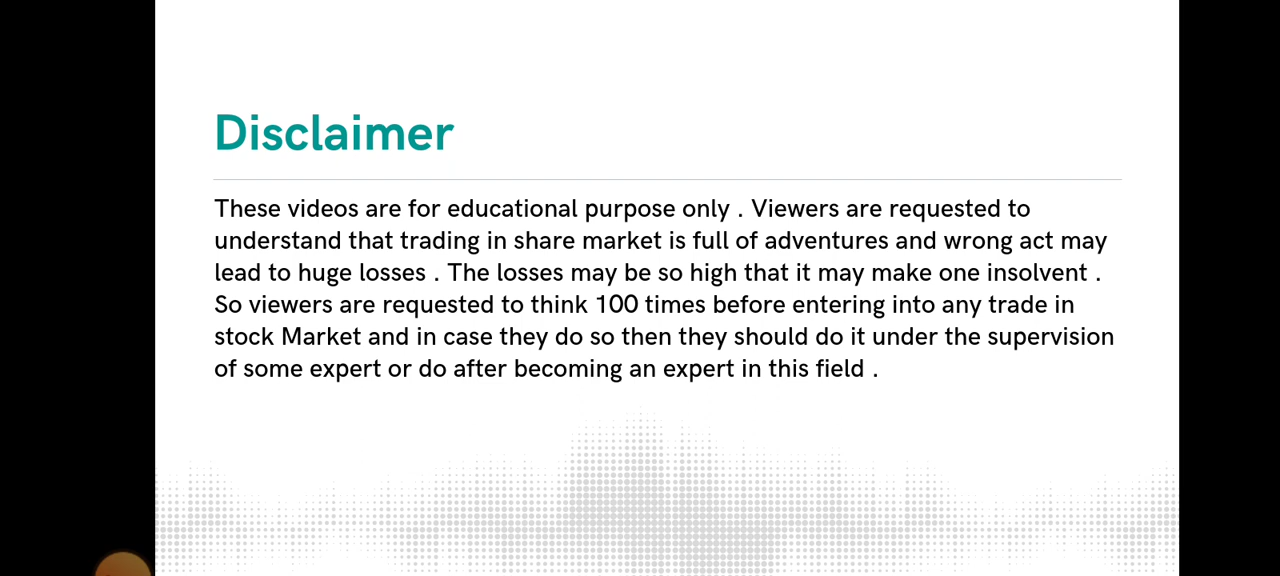 Disclaimer
These videos are for educational purpose only . Viewers are requested to
understand that trading in share market is full of adventures and wrong act may
lead to huge losses . The losses may be so high that it may make one insolvent .
So viewers are requested to think 100 times before entering into any trade in
stock Market and in case they do so then they should do it under the supervision
of some expert or do after becoming an expert in this field .